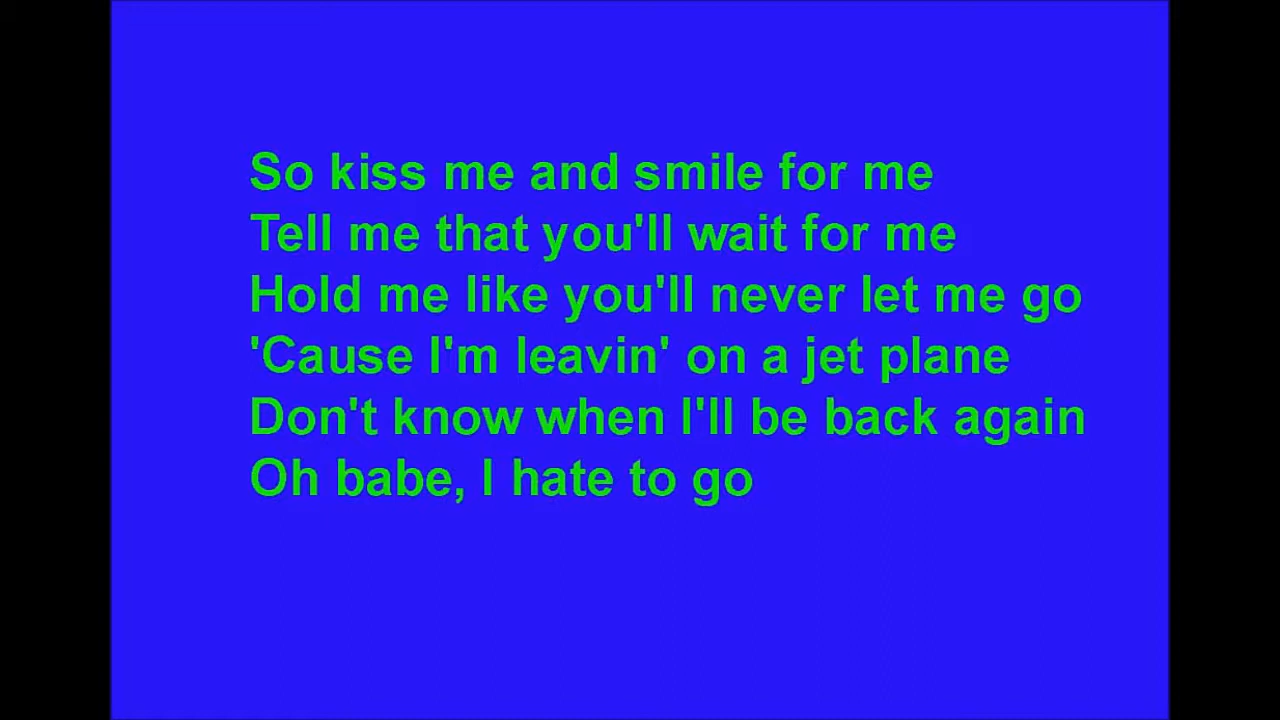 So kiss me and smile for me
Tell me that you'll wait for me
Hold me like you'll never let me go
'Cause I'm leavin' on a jet plane
Don't know when I'll be back again
Oh babe, I hate to go